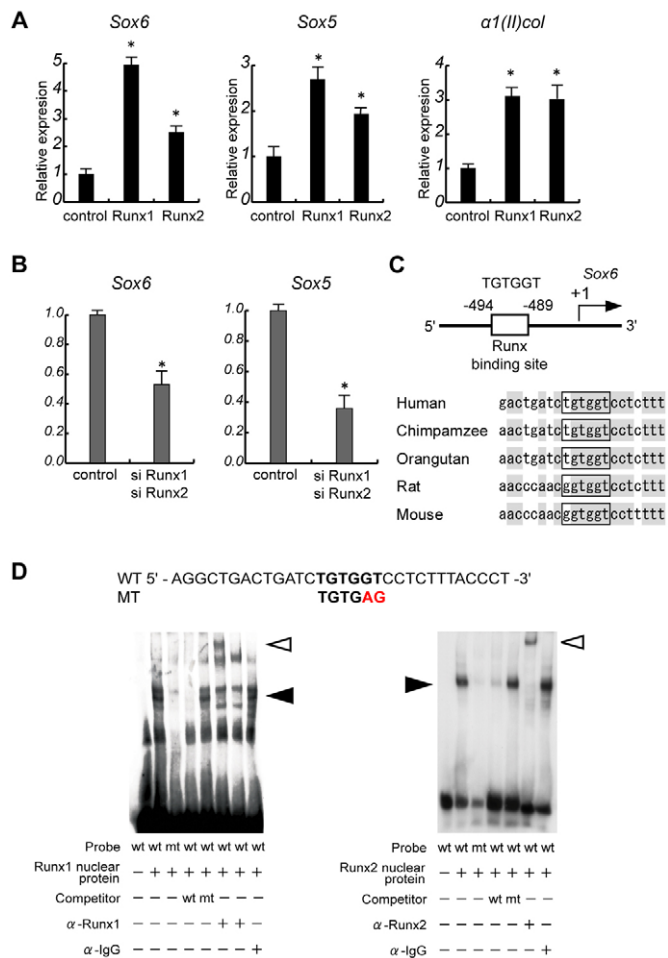 A
Sox6
Sox5
α1(II)col
Relative expression
5
4
3
2
1
0
*
*
control Runx1 Runx2
Relative expression
3
2
1
0
*
*
control Runx1 Runx2
Relative expression
4
3
2
1
0
*
*
control Runx1 Runx2
B
Sox6
Sox5
1.0
0.8
0.6
0.4
0.2
0.0
*
control si Runx1
si Runx2
1.0
0.8
0.6
0.4
0.2
0.0
*
control si Runx1
si Runx2
C
TGTGGT
Sox6
-494 -489 +1
5' 3'
Runx
binding site
Human gactgatctgtggtcctcttt
Chimpamzee aactgatctgtggtcctcttt
Orangutan aactgatctgtggtcctcttt
Rat aacccaacggtggtcctcttt
Mouse aacccaacggtggtccttttt
D
WT 5' - AGGCTGACTGATCTGTGGTCCTCTTTACCCT -3'
MT TGTGAG
Probe wt wt mt wt wt wt wt wt
Runx1 nuclear protein − + + + + + + +
Competitor − − − wt mt − − −
α-Runx1 − − − − − + + −
α-IgG − − − − − − − +
Probe wt wt mt wt wt wt wt
Runx2 nuclear protein − + + + + + +
Competitor − − − wt mt − −
α-Runx2 − − − − − + −
α-IgG − − − − − − +